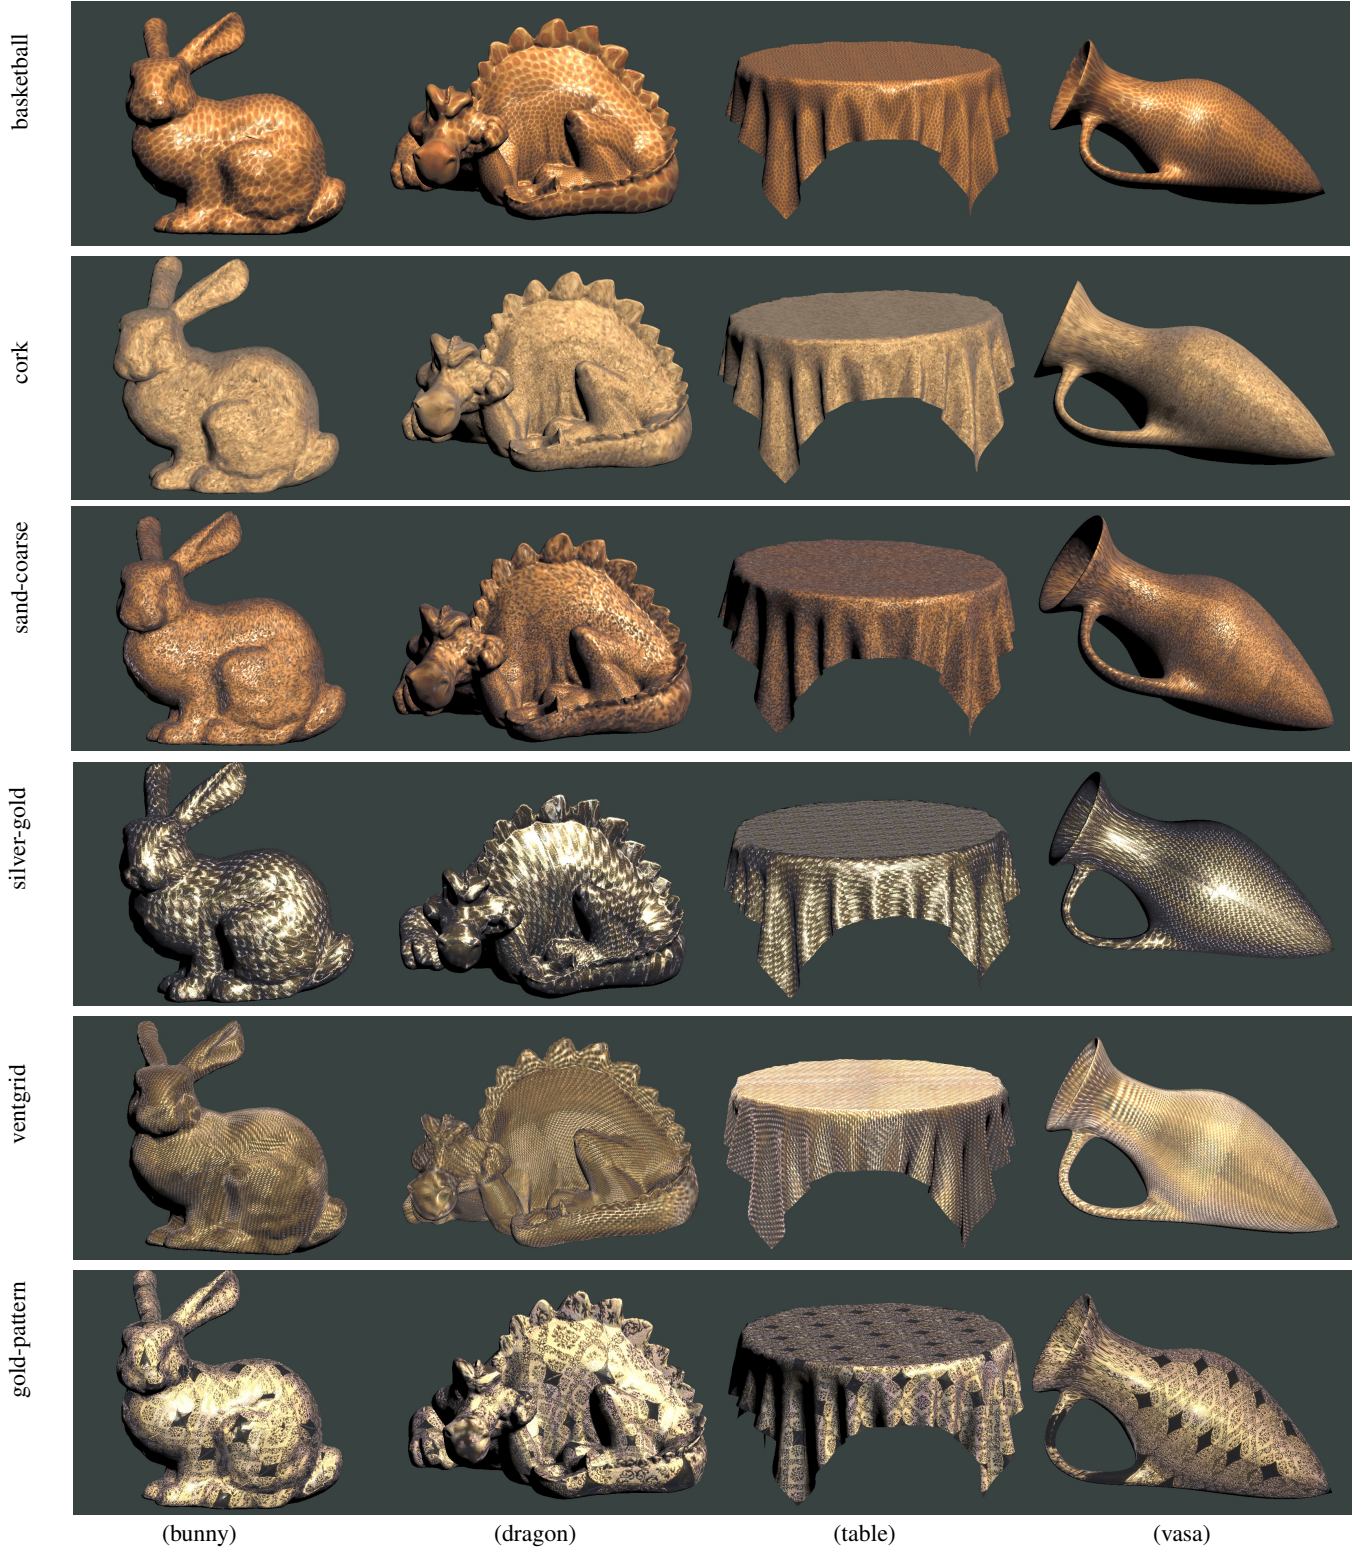 basketball
cork
sand-coarse
silver-gold
ventgrid
gold-pattern
(bunny)
(dragon)
(table)
(vasa)